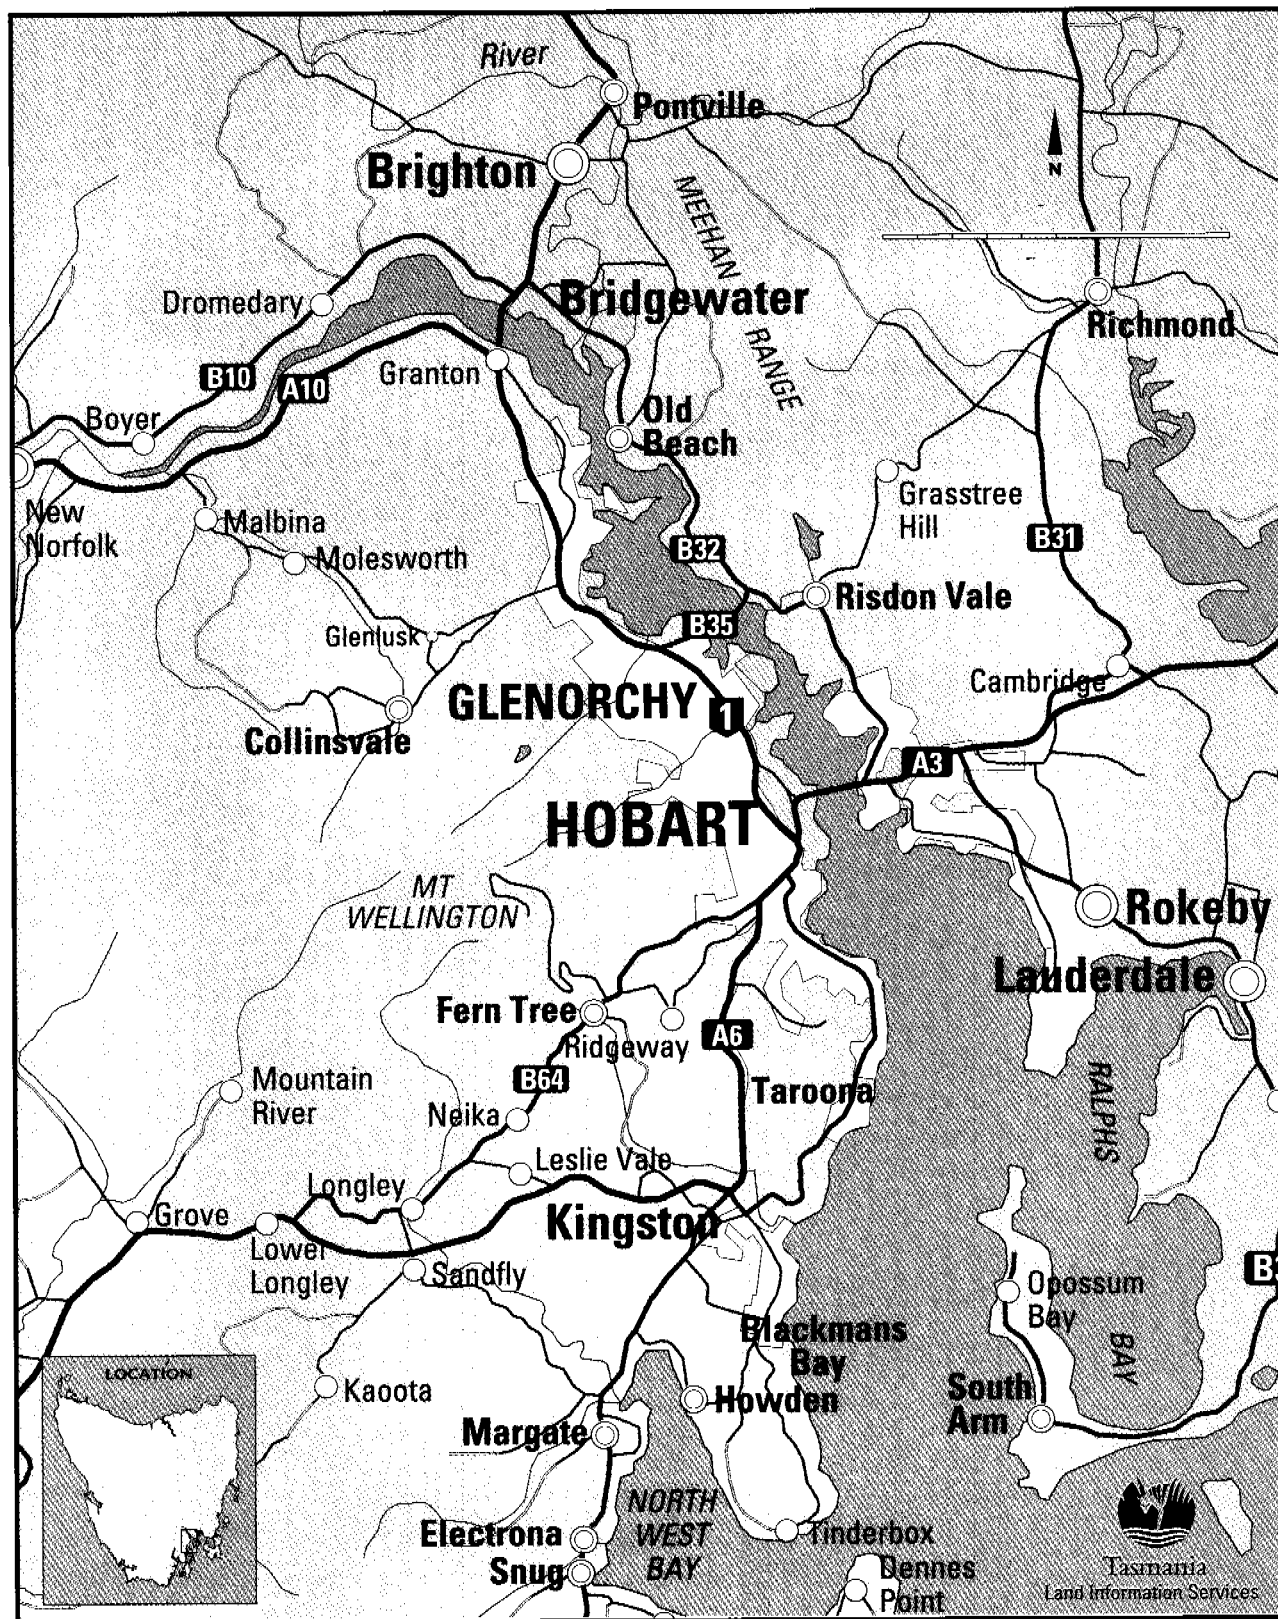 River
Pontville
Brighton
N
MEEHAN
RANGE
Bridgewater
Dromedary
Richmond
B10
A10
Granton
Boyer
Old
Beach
Grasstree
Hill
New
Norfolk
Malbina
Molesworth
B32
B31
Risdon Vale
B35
Glenlusk
Cambridge
GLENORCHY
1
Collinsvale
A3
HOBART
MT
WELLINGTON
Rokeby
Lauderdale
Fern Tree
Ridgeway
A6
B64
Taroona
RALPHS
BAY
Mountain
River
Neika
Leslie Vale
Longley
Grove
Kingston
Lower
Longley
Sandfly
Opossum
Bay
Blackmans
Bay
LOCATION
Kaoota
Howden
South
Arm
Margate
NORTH
WEST
BAY
Electrona
Snug
Tinderbox
Dennes
Point
Tasmania
Land Information Services